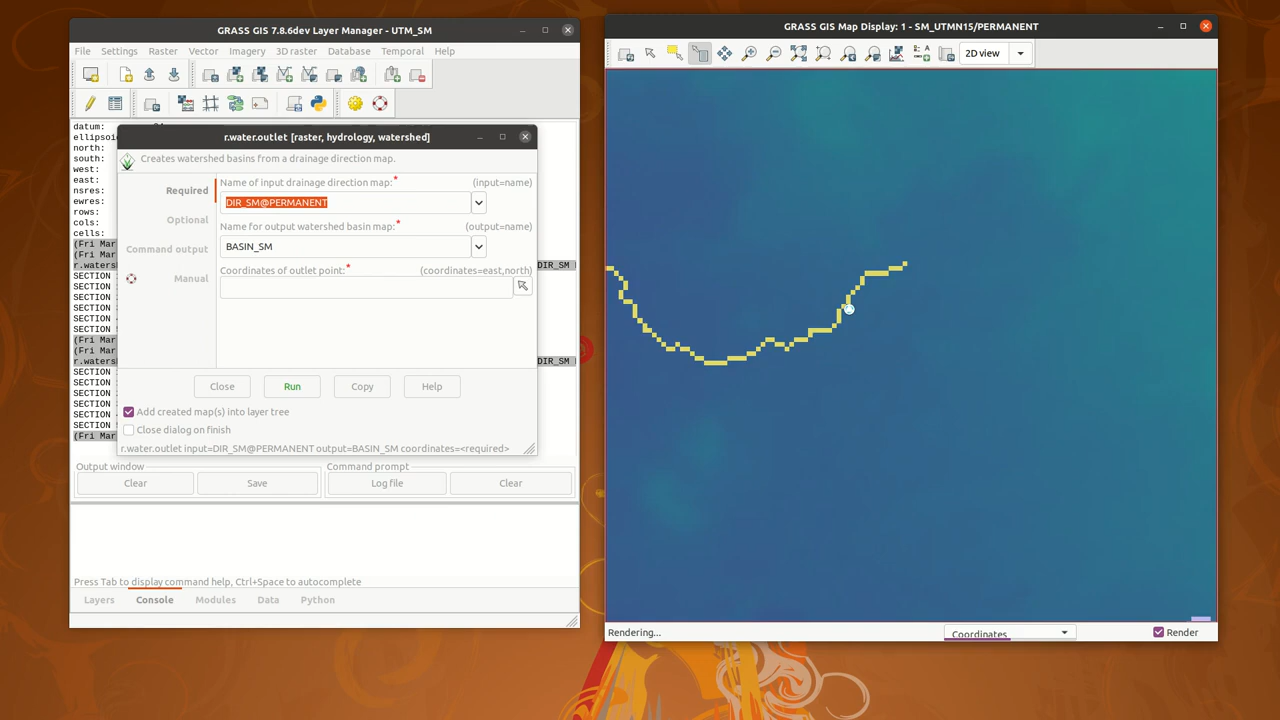 GRASS GIS 7.8.6dev Layer Manager - UTM_SM
File Settings Raster Vector Imagery 3D raster Database Temporal Help
datum:
ellipsoid
north:
south:
west:
east:
nsres:
ewres:
rows:
cols:
cells:
(Fri Mar
(Fri Mar
r.waters DIR_SM
SECTION
SECTION
SECTION
SECTION
SECTION
SECTION
(Fri Mar
(Fri Mar
r.waters DIR_SM
SECTION
SECTION
SECTION
SECTION
SECTION
SECTION
(Fri Mar
r.water.outlet [raster, hydrology, watershed]
Creates watershed basins from a drainage direction map.
Required
Optional
Command output
Manual
Name of input drainage direction map:* (input=name)
DIR_SM@PERMANENT
Name for output watershed basin map:* (output=name)
BASIN_SM
Coordinates of outlet point:* (coordinates=east,north)
Close Run Copy Help
Add created map(s) into layer tree
Close dialog on finish
r.water.outlet input=DIR_SM@PERMANENT output=BASIN_SM coordinates=<required>
Output window Command prompt
Clear Save Log file Clear
Press Tab to display command help, Ctrl+Space to autocomplete
Layers Console Modules Data Python
GRASS GIS Map Display: 1 - SM_UTMN15/PERMANENT
2D view
Rendering... Coordinates Render